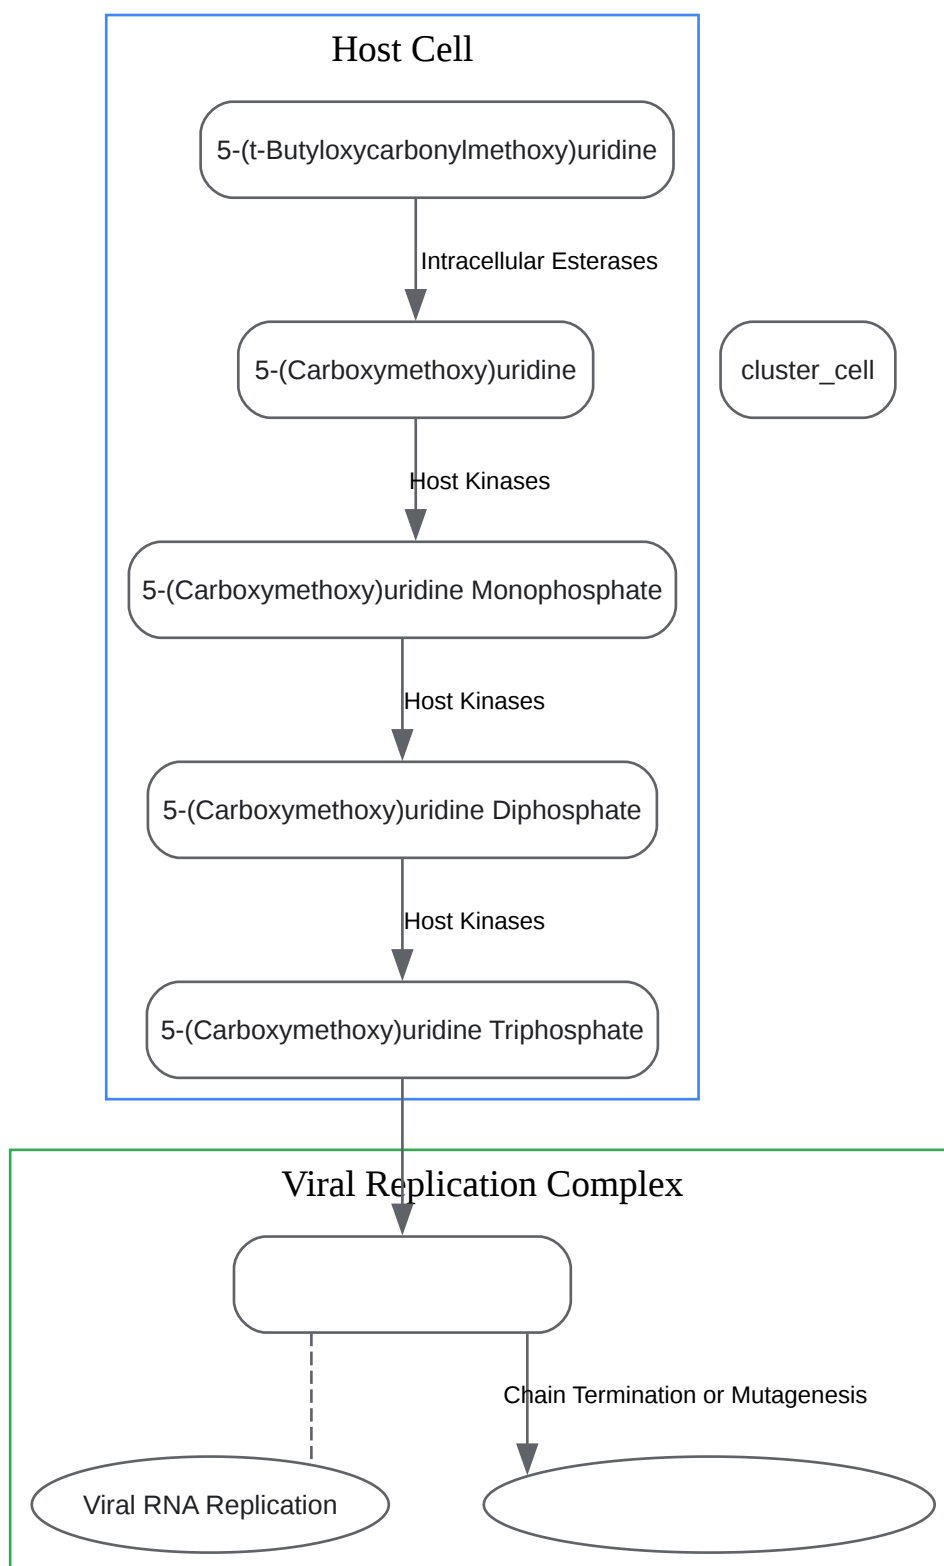 Host Cell
5-(t-Butyloxycarbonylmethoxy)uridine
Intracellular Esterases
5-(Carboxymethoxy)uridine
cluster_cell
Host Kinases
5-(Carboxymethoxy)uridine Monophosphate
Host Kinases
5-(Carboxymethoxy)uridine Diphosphate
Host Kinases
5-(Carboxymethoxy)uridine Triphosphate
Viral Replication Complex
Chain Termination or Mutagenesis
Viral RNA Replication